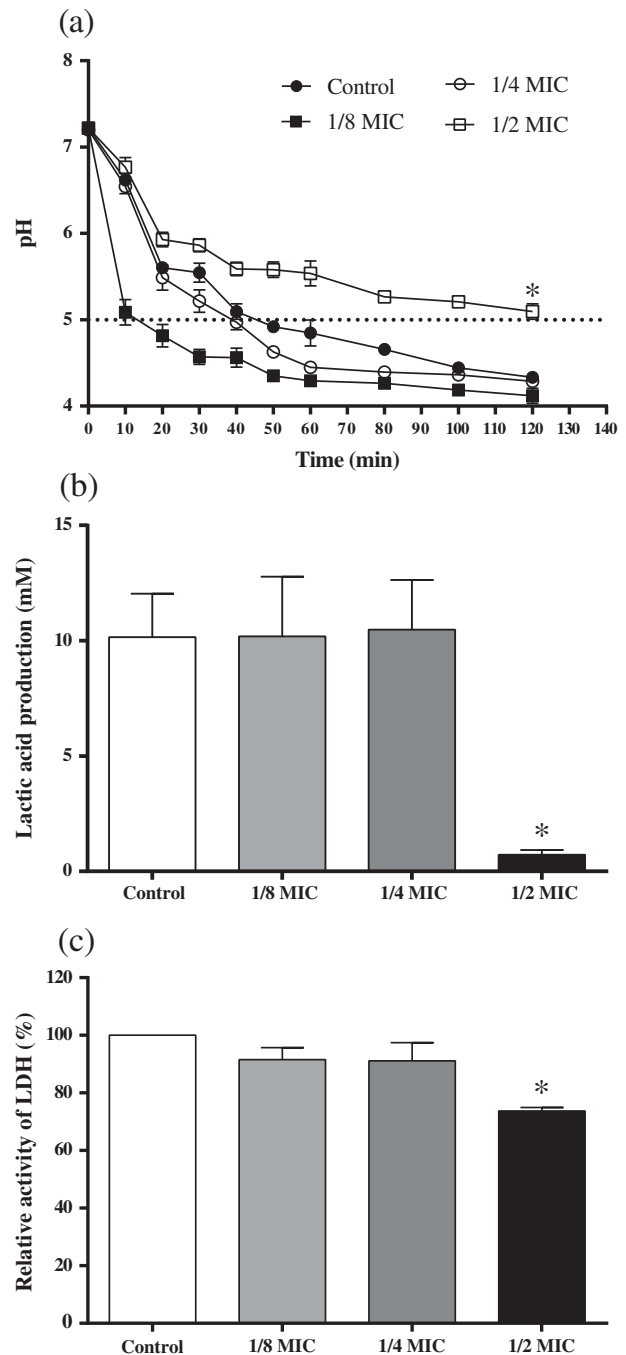 (a)
8
7
6
5
4
pH
Control
1/4 MIC
1/8 MIC
1/2 MIC
*
0 10 20 30 40 50 60 70 80 90 100 110 120 130 140
Time (min)
(b)
15
10
5
0
Lactic acid production (mM)
*
Control 1/8 MIC 1/4 MIC 1/2 MIC
(c)
120
100
80
60
40
20
0
Relative activity of LDH (%)
*
Control 1/8 MIC 1/4 MIC 1/2 MIC